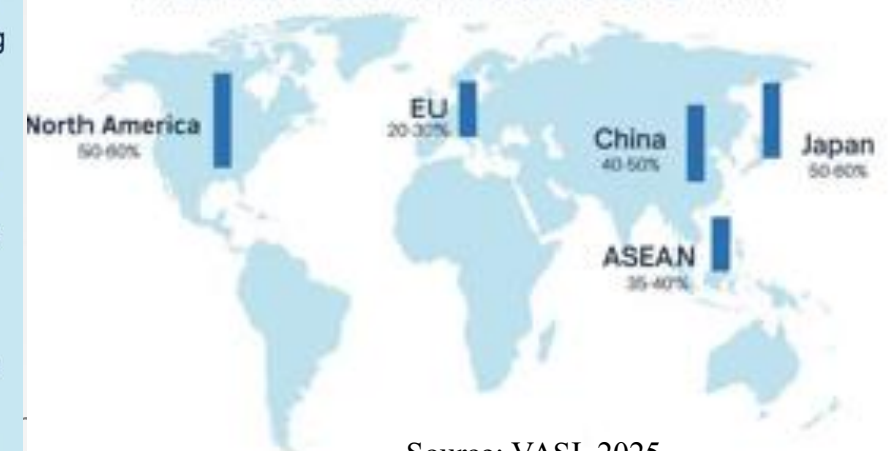 North America
50-60%
EU
20-30%
China
40-50%
Japan
50-60%
ASEAN
35-40%
Source: VASI, 2025